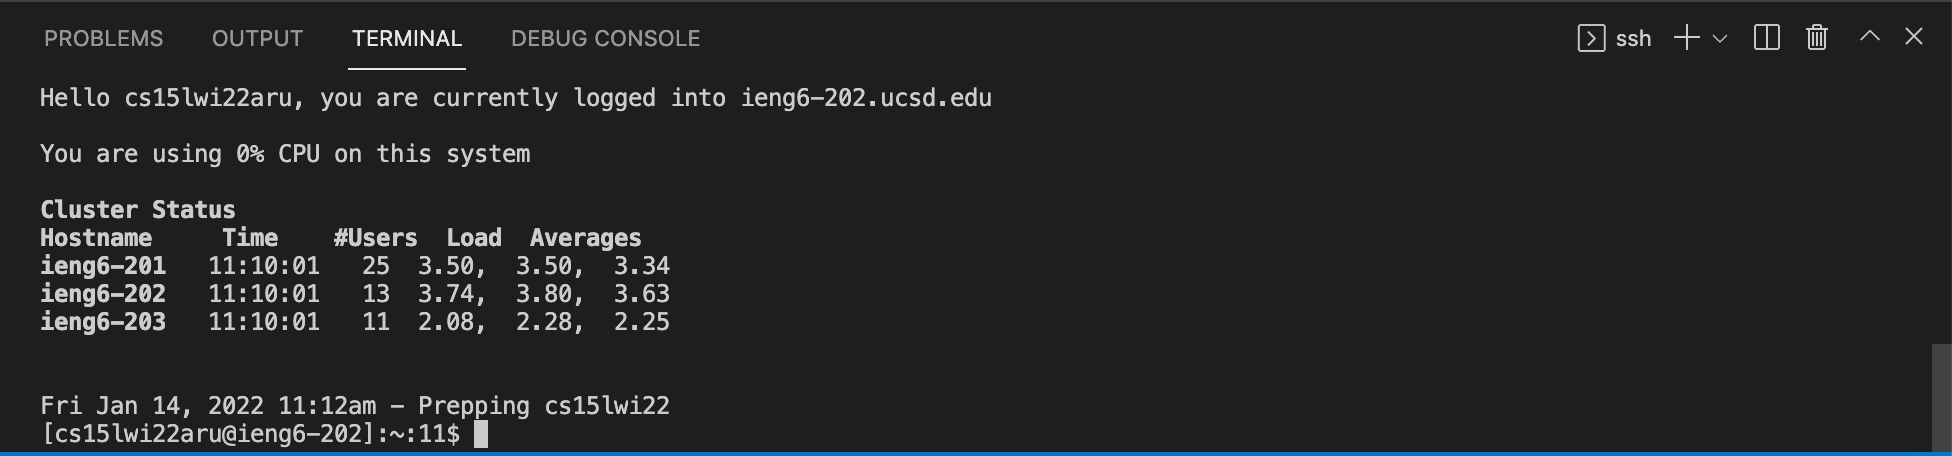 PROBLEMS OUTPUT TERMINAL DEBUG CONSOLE ssh
Hello cs15lwi22aru, you are currently logged into ieng6-202.ucsd.edu
You are using 0% CPU on this system
Cluster Status
Hostname     Time    #Users  Load  Averages
ieng6-201   11:10:01   25  3.50,  3.50,  3.34
ieng6-202   11:10:01   13  3.74,  3.80,  3.63
ieng6-203   11:10:01   11  2.08,  2.28,  2.25
Fri Jan 14, 2022 11:12am - Prepping cs15lwi22
[cs15lwi22aru@ieng6-202]:~:11$